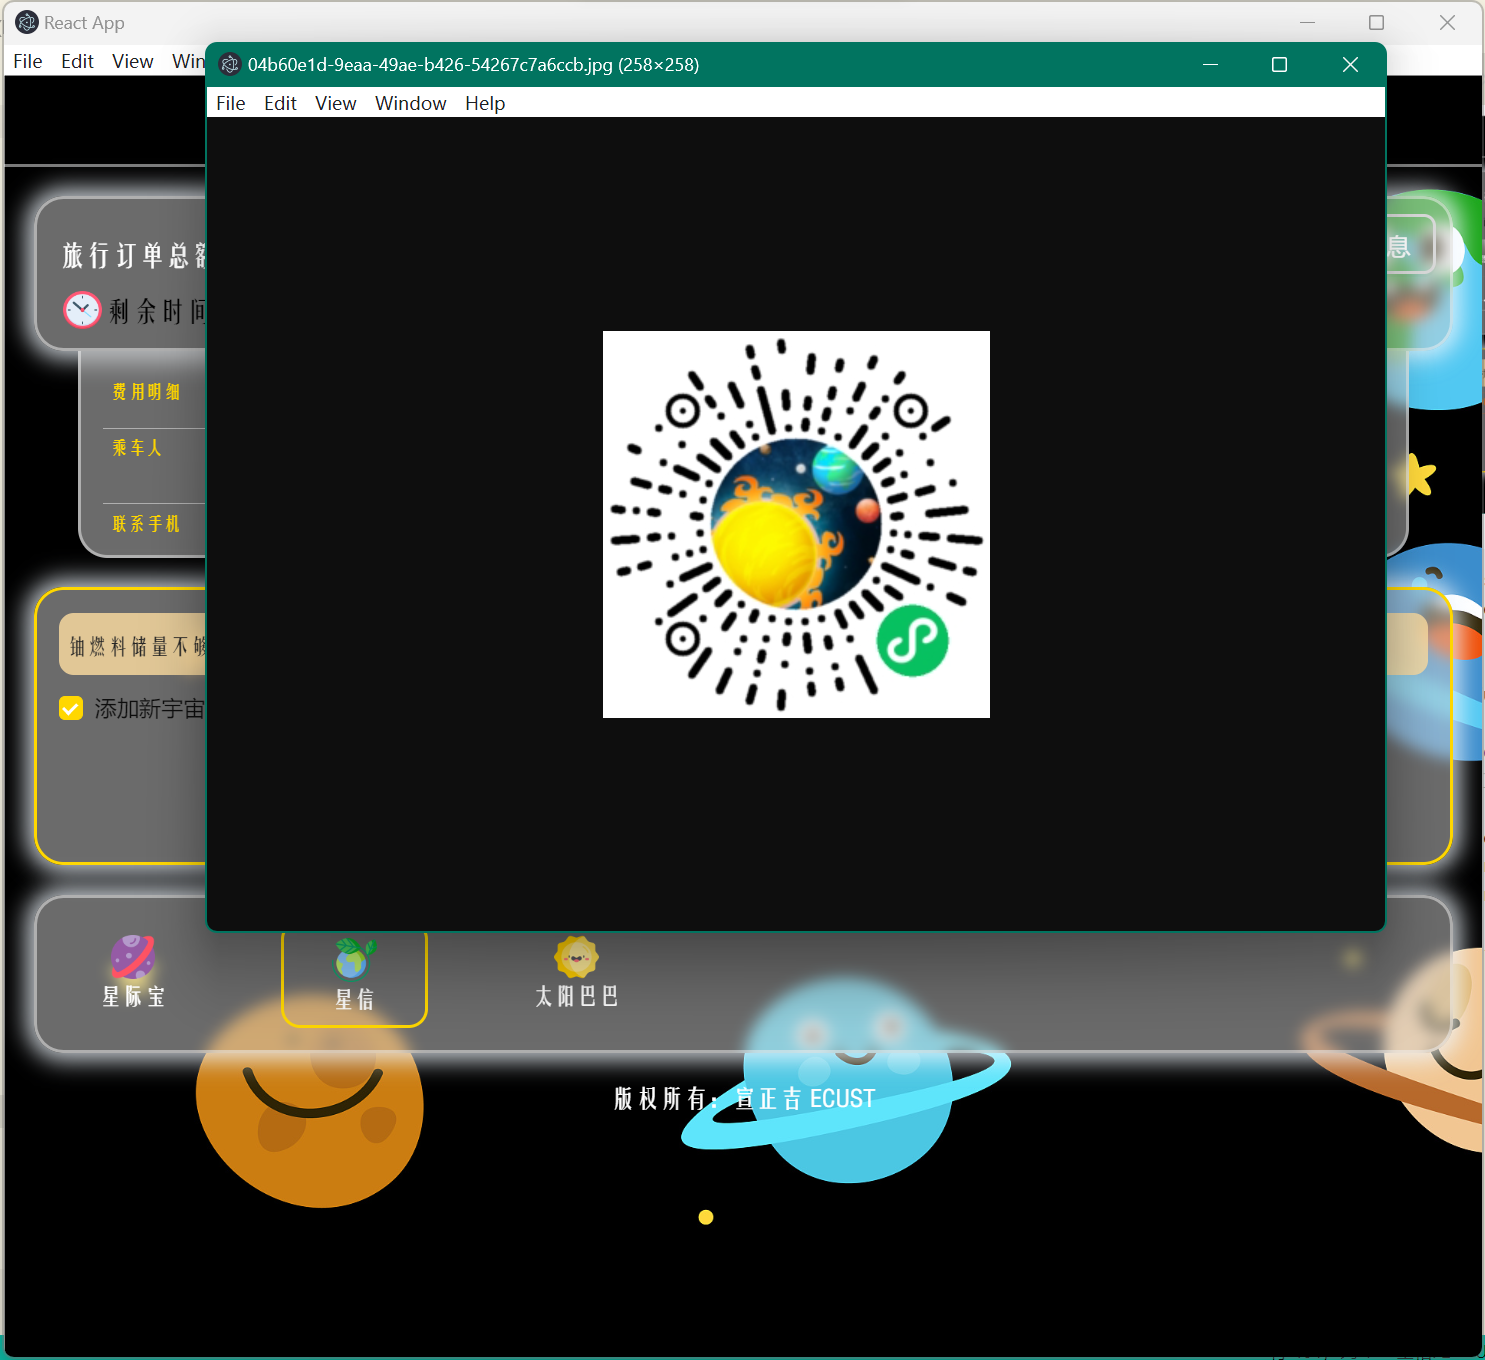 React App
File Edit View Win
04b60e1d-9eaa-49ae-b426-54267c7a6ccb.jpg (258×258)
File Edit View Window Help
旅行订单总额
息
剩余时间
费用明细
乘车人
联系手机
铀燃料储量不够
添加新宇宙
星际宝
星信
太阳巴巴
版权所有：宣正吉 ECUST